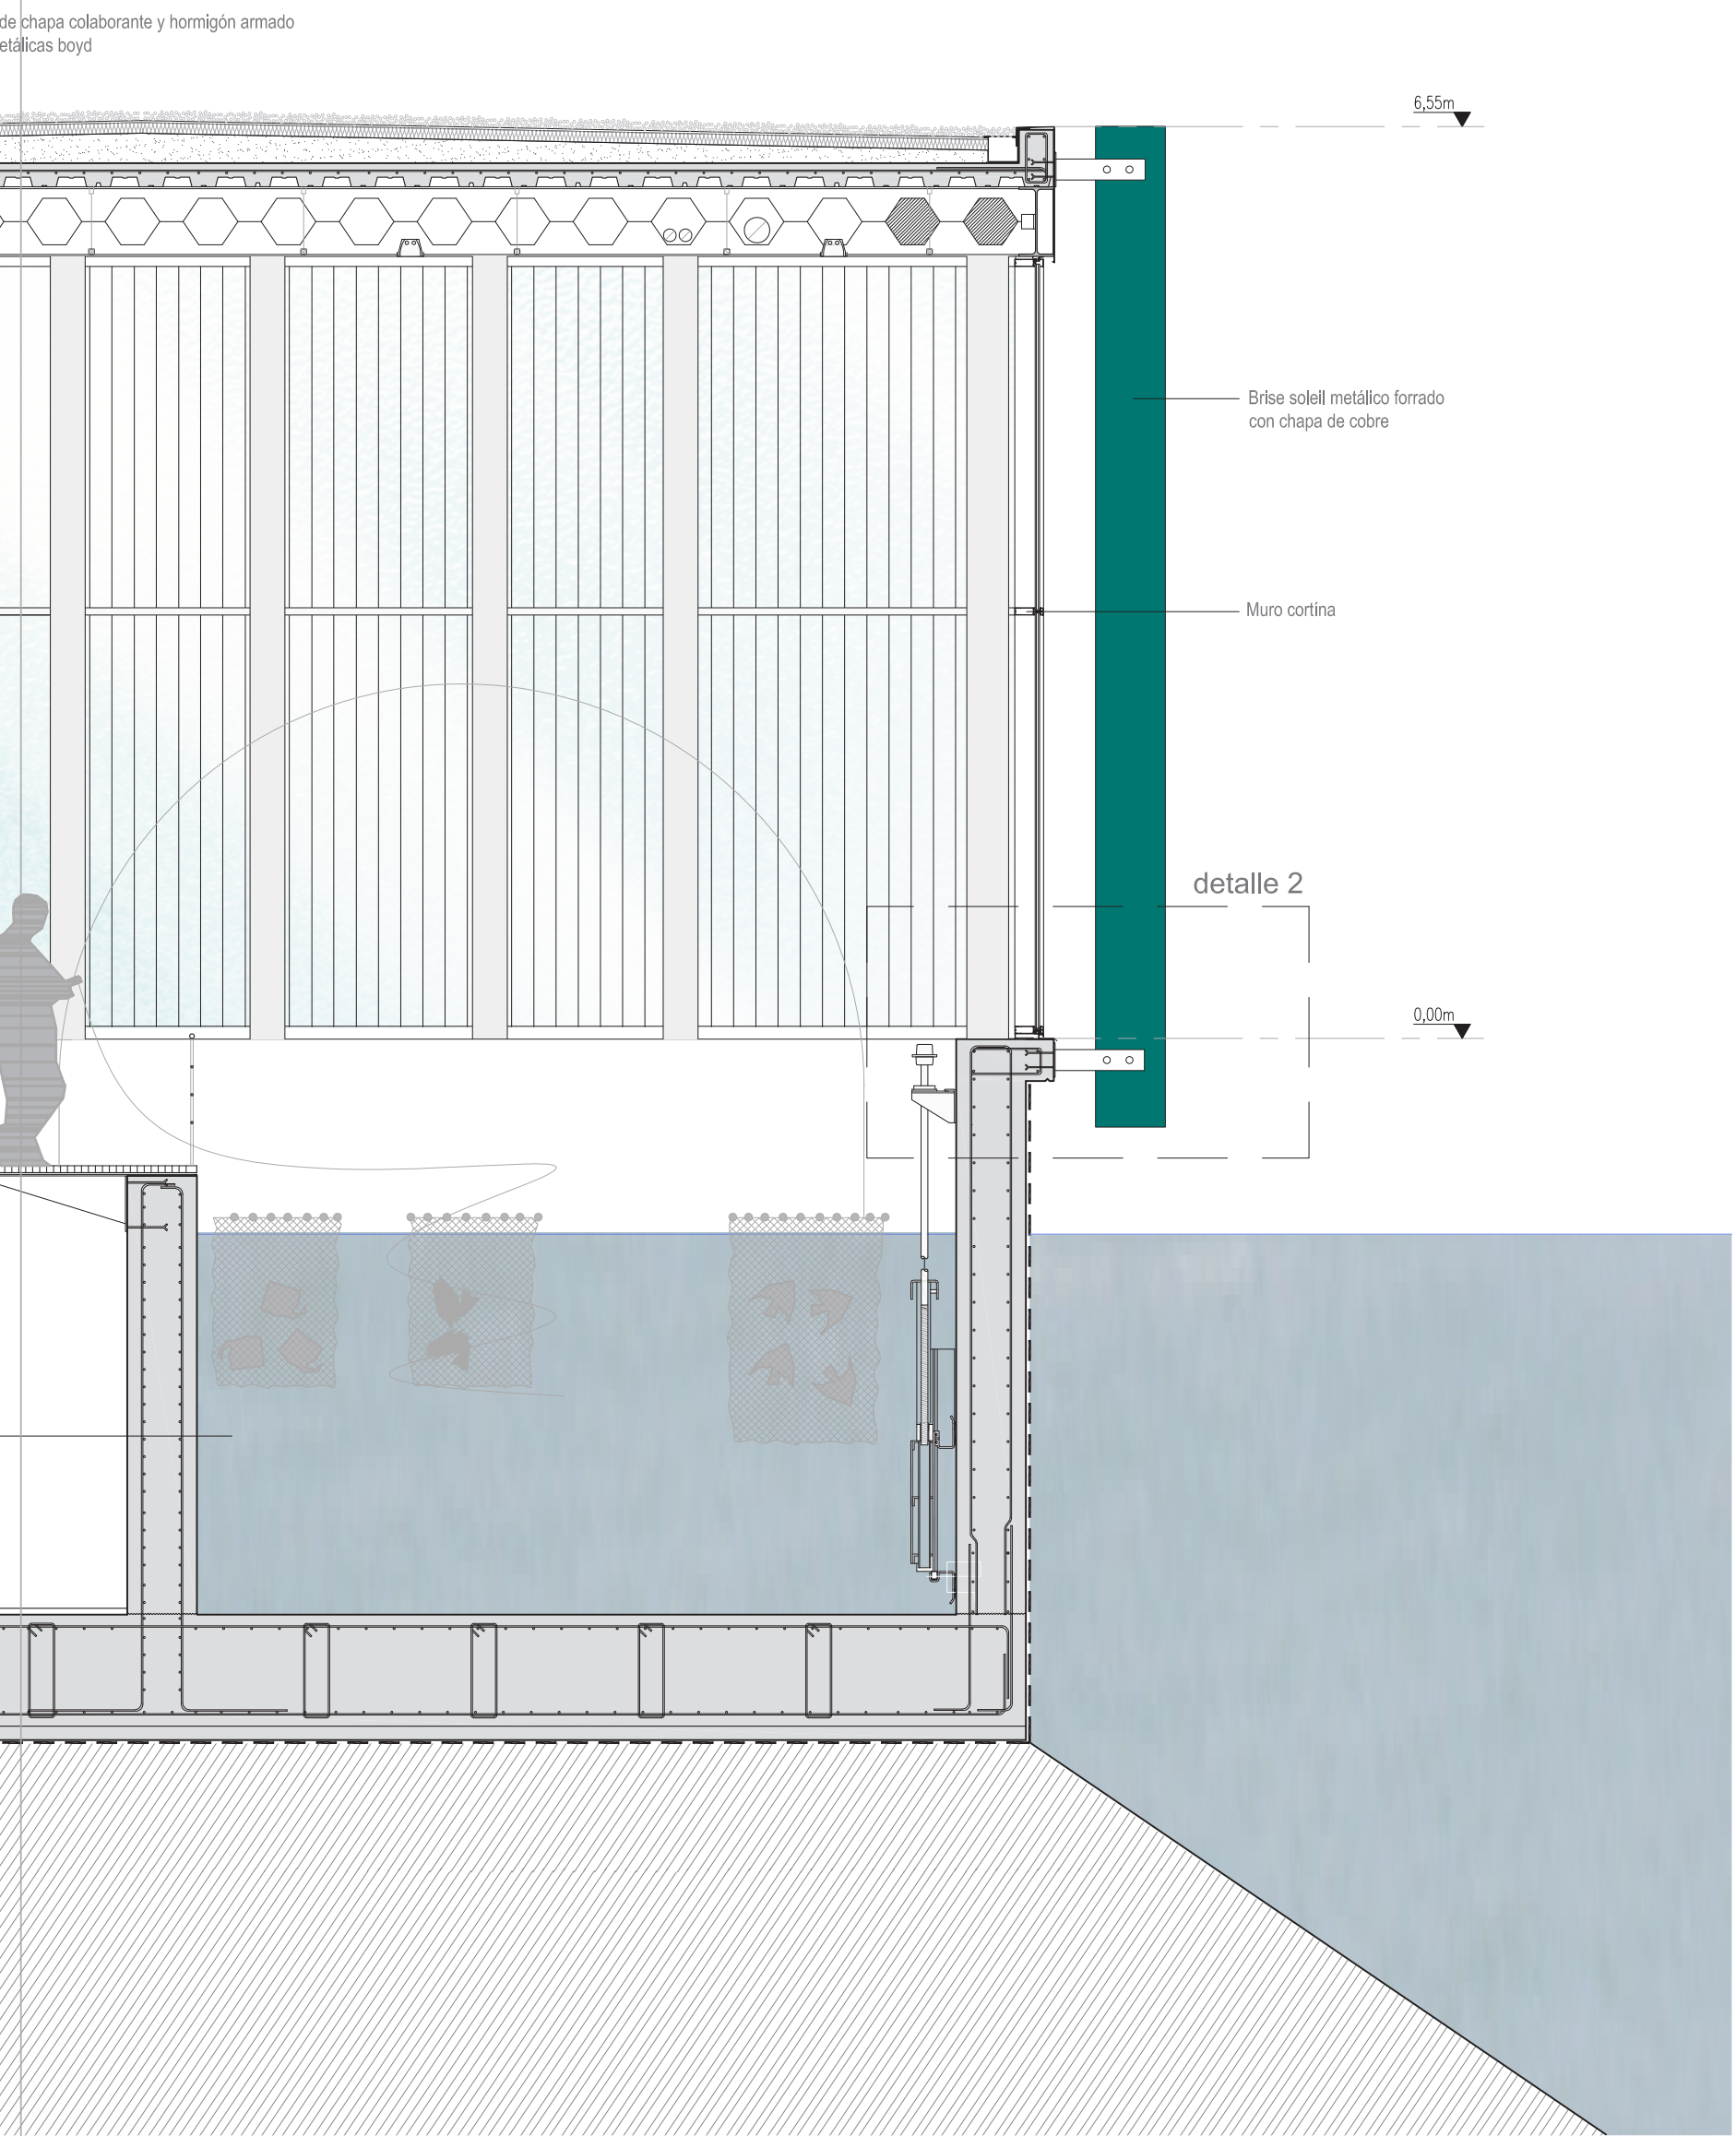 de chapa colaborante y hormigón armado
etálicas boyd
6,55m
Brise soleil metálico forrado
con chapa de cobre
Muro cortina
detalle 2
0,00m